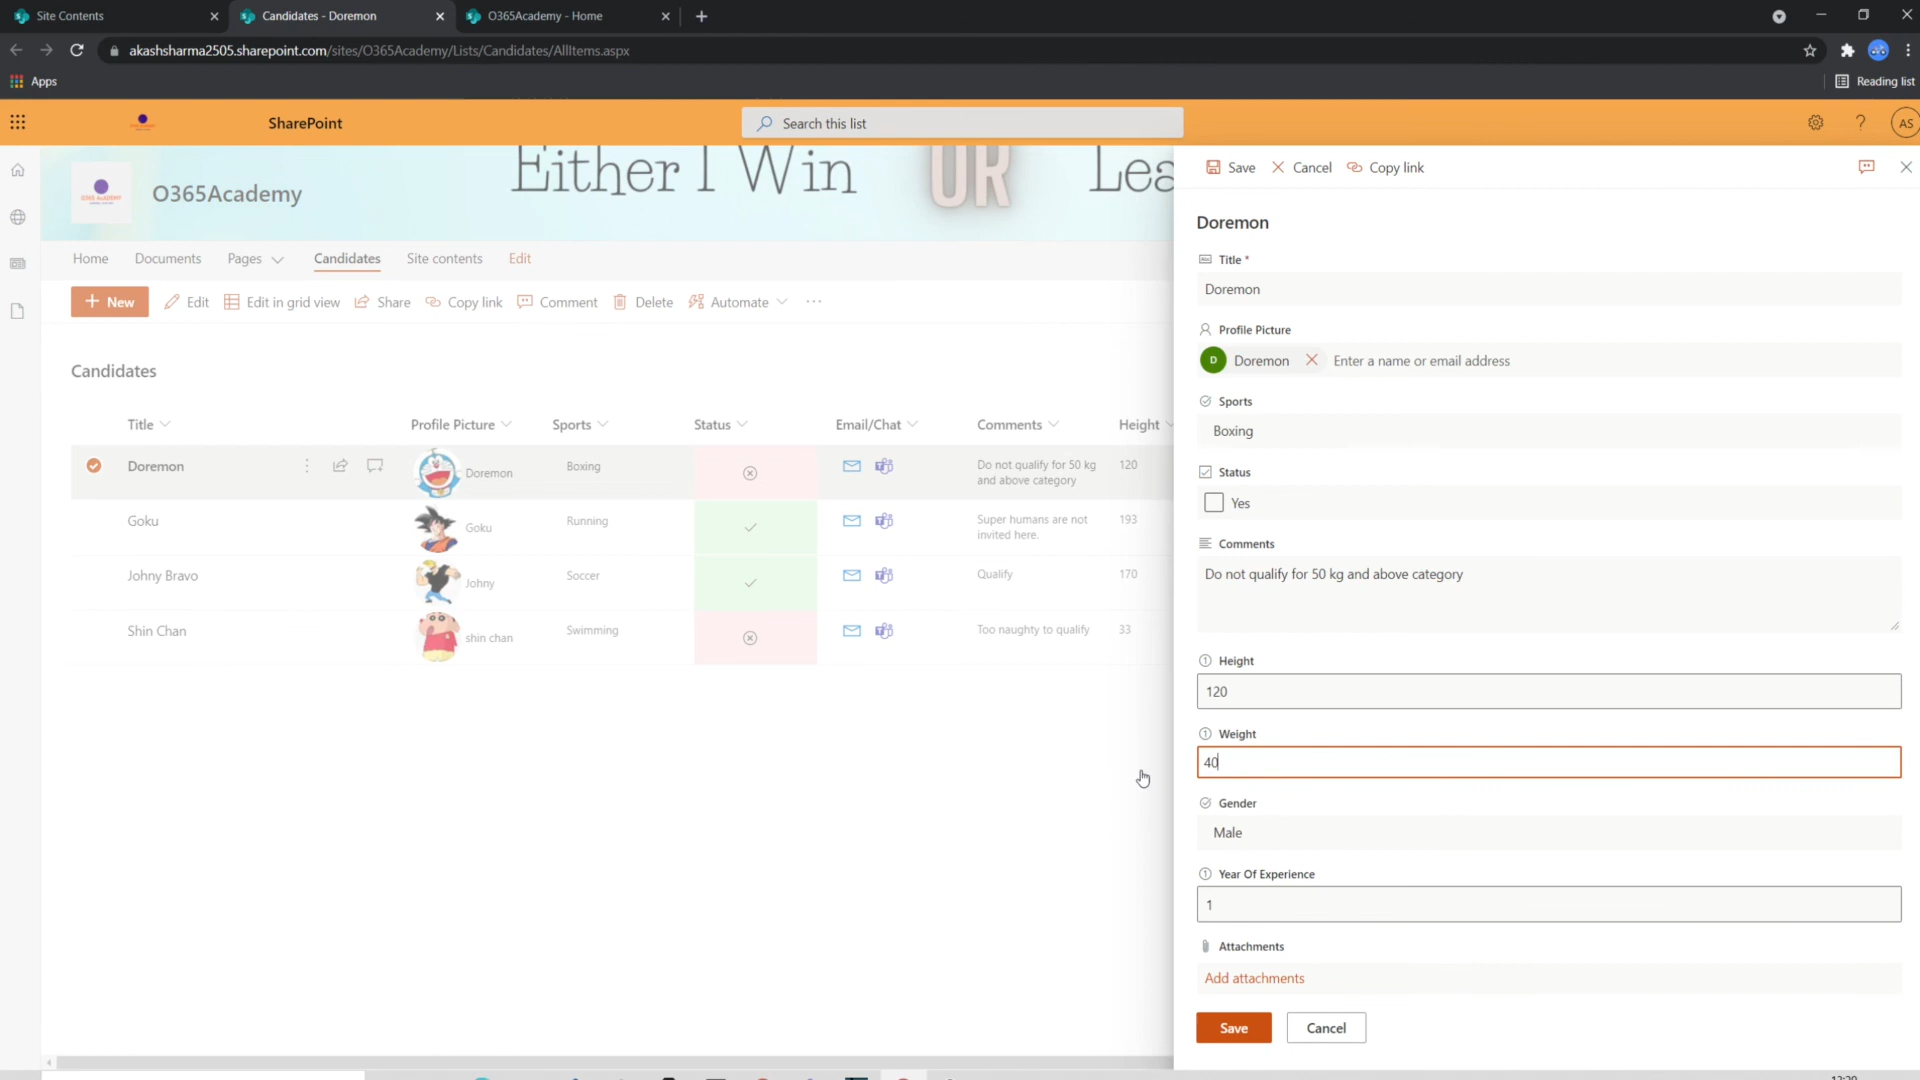 Site Contents
Candidates - Doremon
O365Academy - Home
akashsharma2505.sharepoint.com/sites/O365Academy/Lists/Candidates/AllItems.aspx
Apps
Reading list
SharePoint
Search this list
AS
Either I Win OR Lea
O365Academy
Home Documents Pages Candidates Site contents Edit
New Edit Edit in grid view Share Copy link Comment Delete Automate
Candidates
Title Profile Picture Sports Status Email/Chat Comments Height
Doremon Doremon Boxing Do not qualify for 50 kg 120
and above category
Goku Goku Running Super humans are not 193
invited here.
Johny Bravo Johny Soccer Qualify 170
Shin Chan shin chan Swimming Too naughty to qualify 33
Save Cancel Copy link
Doremon
Title *
Doremon
Profile Picture
D Doremon Enter a name or email address
Sports
Boxing
Status
Yes
Comments
Do not qualify for 50 kg and above category
Height
120
Weight
40
Gender
Male
Year Of Experience
1
Attachments
Add attachments
Save Cancel